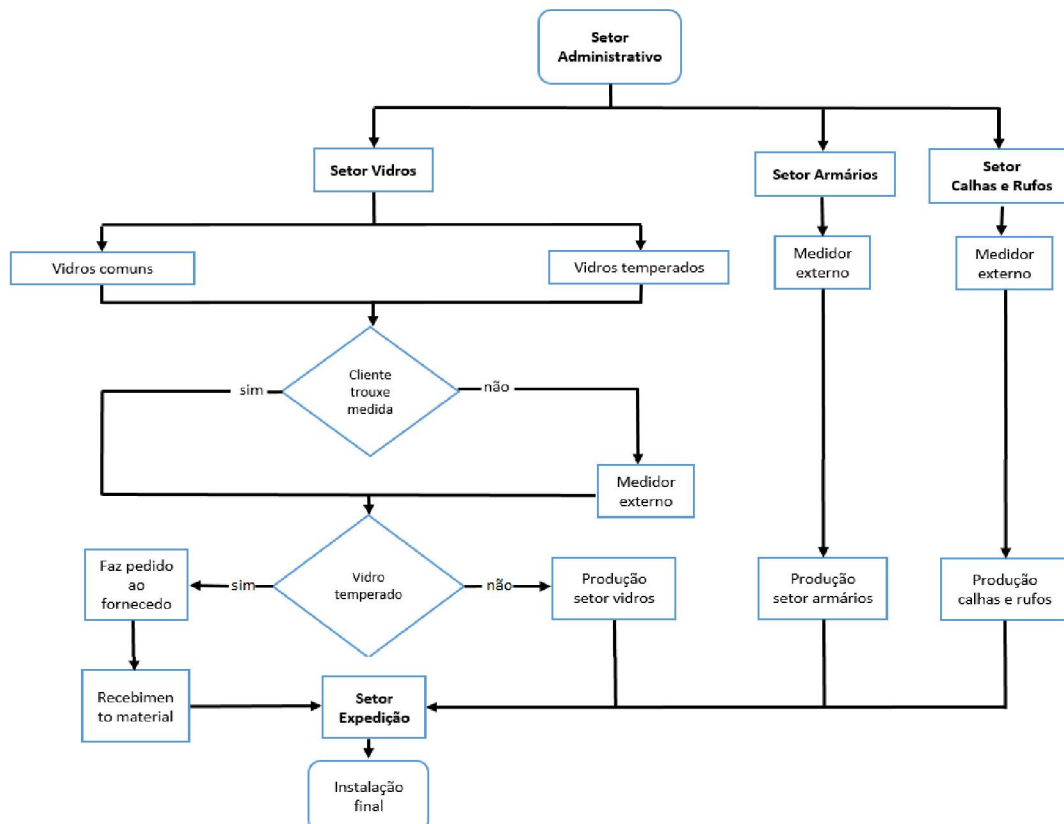 Setor
Administrativo
Setor Vidros
Setor Armários
Setor
Calhas e Rufos
Vidros comuns
Vidros temperados
Medidor
externo
Medidor
externo
Cliente
trouxe
medida
sim
não
Medidor
externo
Faz pedido
ao
fornecedo
sim
Vidro
temperado
não
Produção
setor vidros
Produção
setor armários
Produção
calhas e rufos
Recebimen
to material
Setor
Expedição
Instalação
final